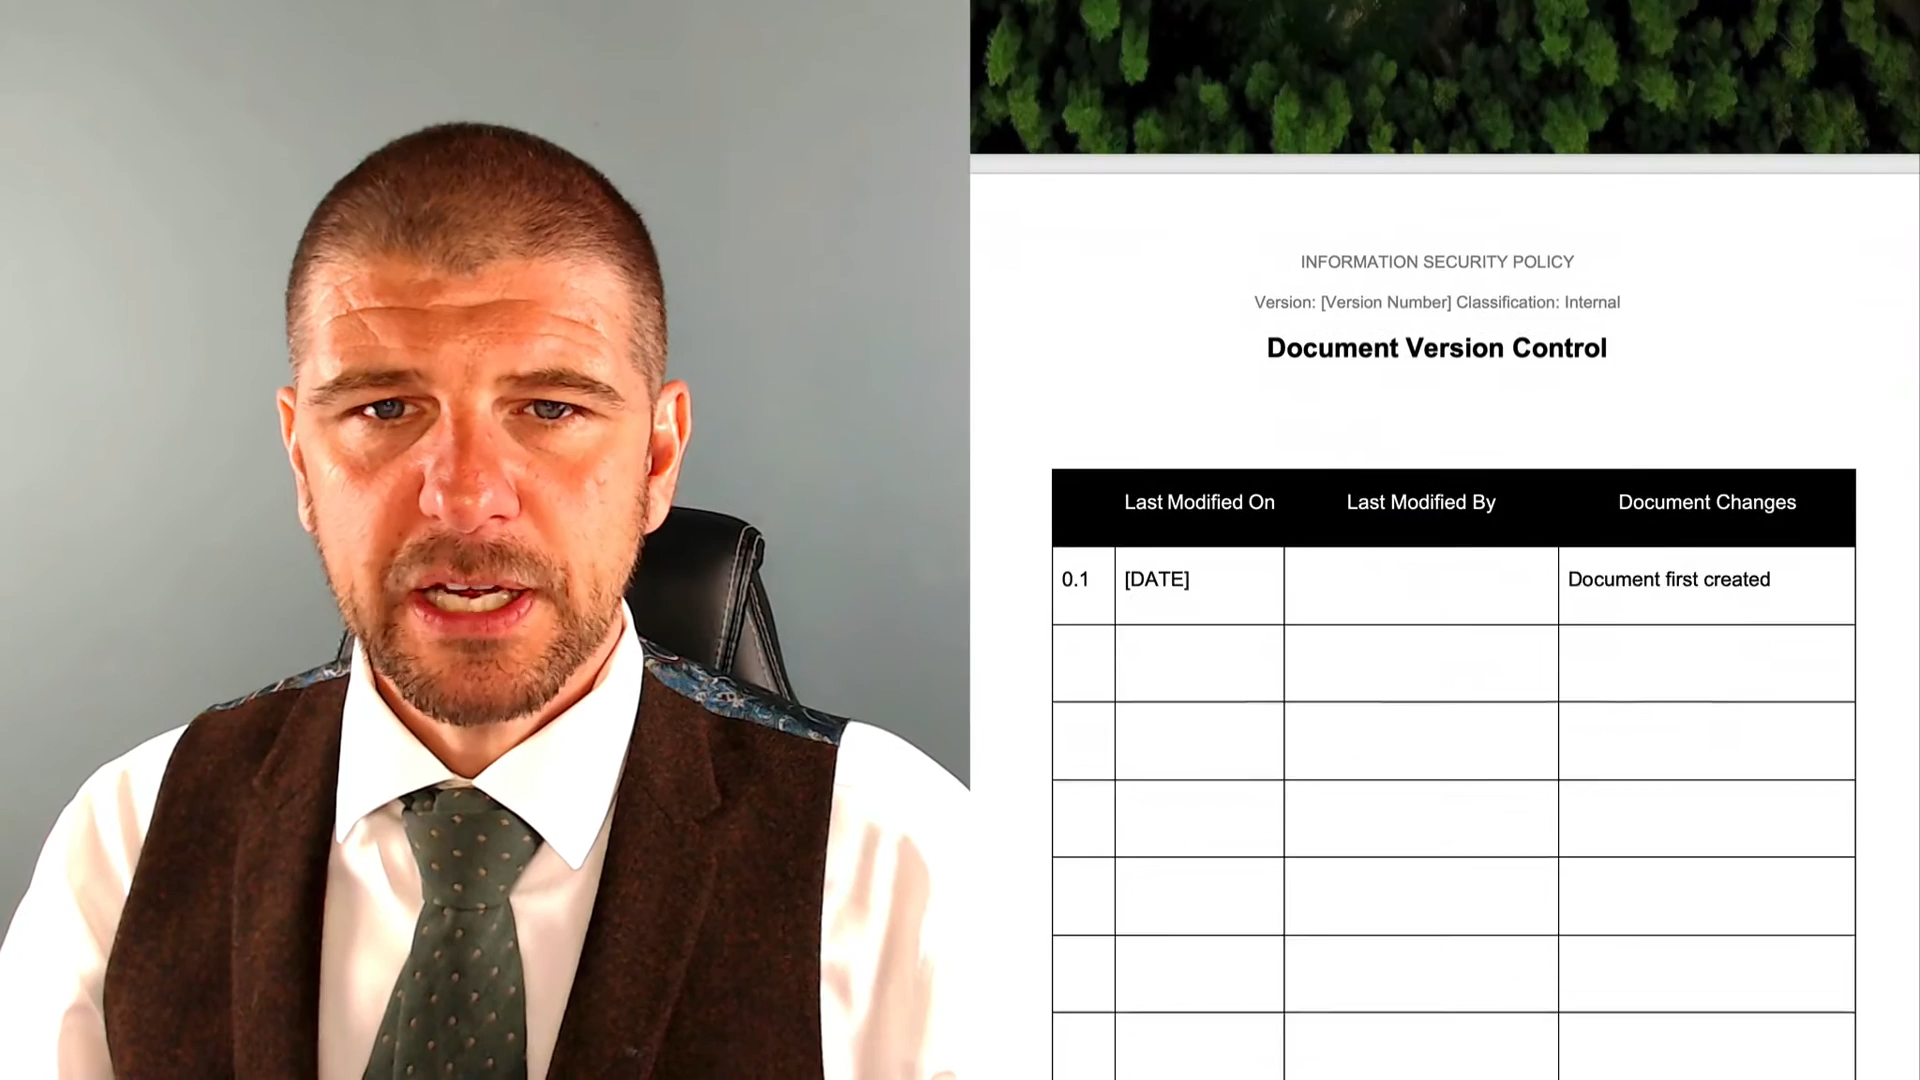 INFORMATION SECURITY POLICY
Version: [Version Number] Classification: Internal
Document Version Control
Last Modified On Last Modified By Document Changes
0.1 [DATE] Document first created